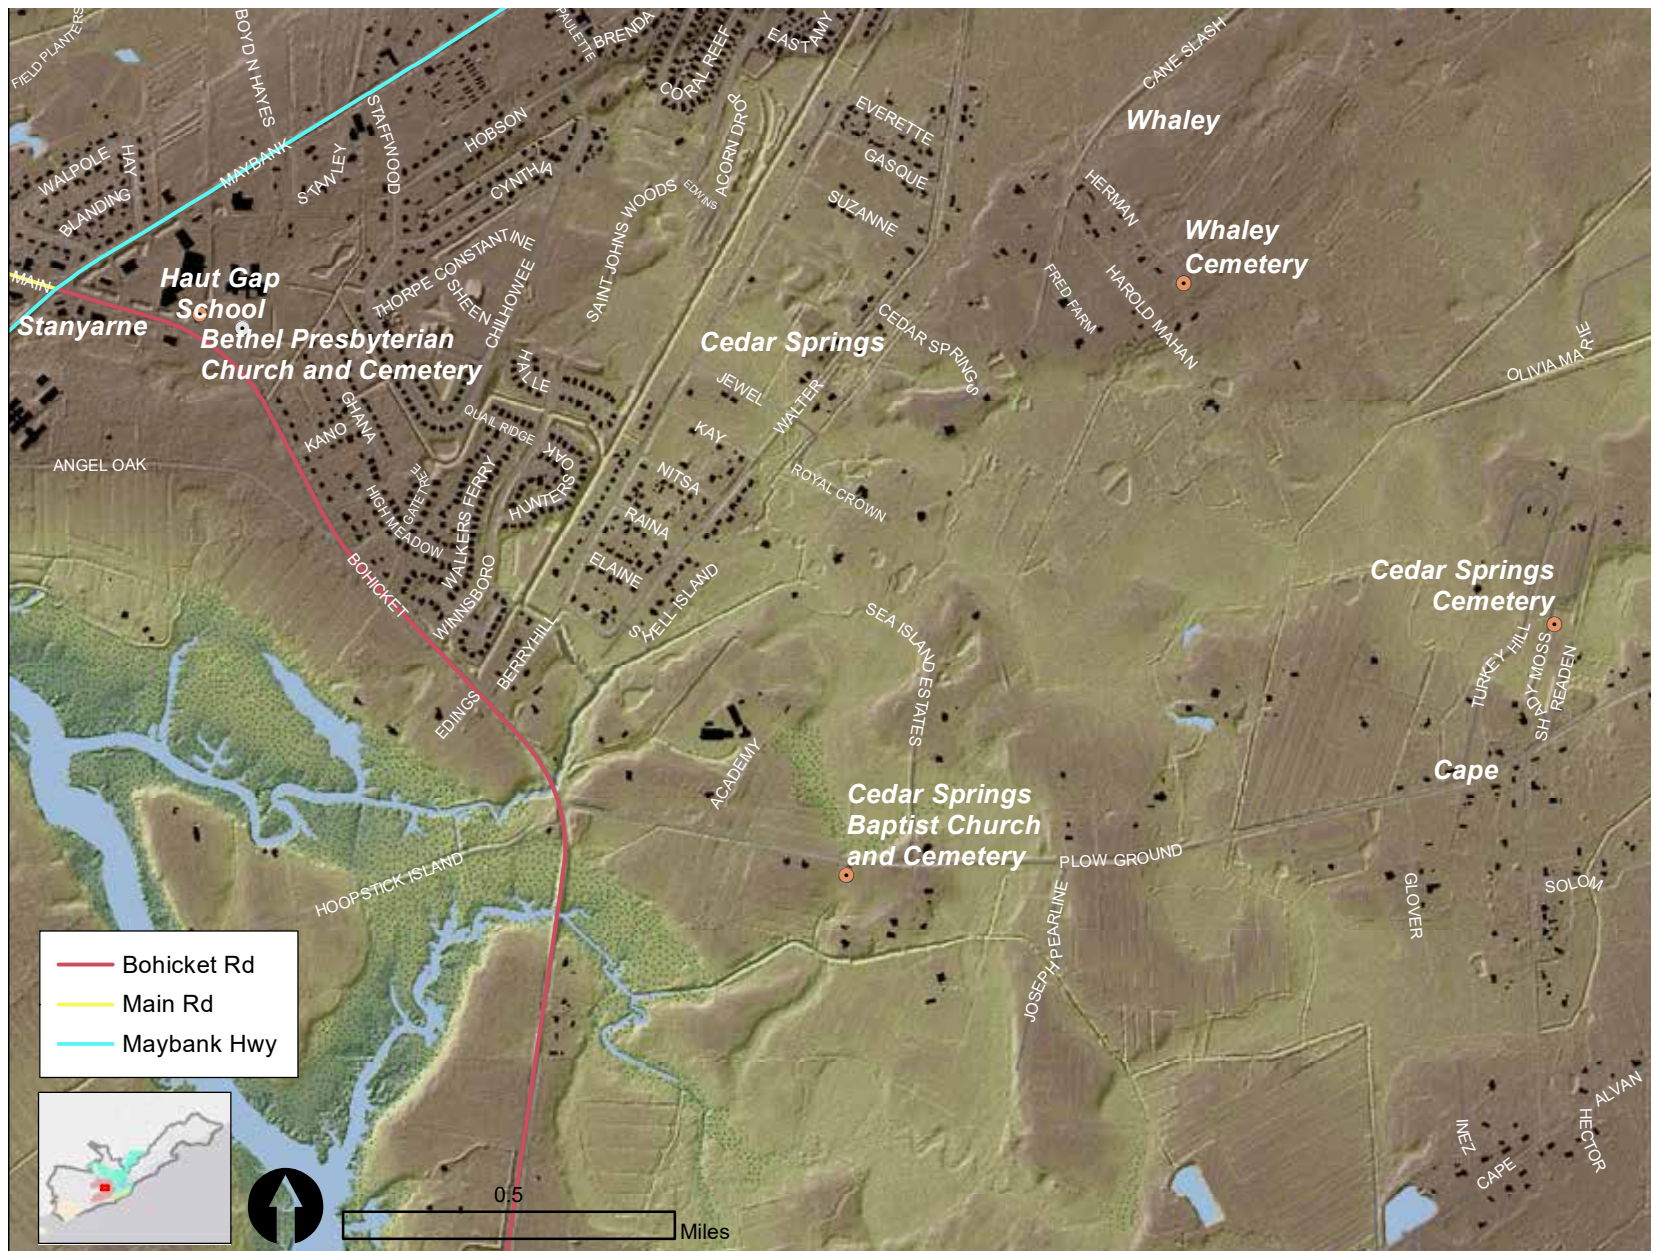 FIELD PLANTERS
BOYD N HAYES
PAULETTE
BRENDA
CORAL REEF
EAST
AMY
CANE SLASH
STAFFWOOD
HOBSON
ACORN DROP
EVERETTE
Whaley
WALPOLE
HAY
MAYBANK
STANLEY
CYNTHIA
GASQUE
HERMAN
BLANDING
SAINT JOHNS WOODS
EDWINS
SUZANNE
Whaley
Cemetery
THORPE CONSTANTINE
MAIN
Haut Gap
School
SHEEN
CHILHOWEE
FRED FARM
HAROLD MAHAN
Stanyarne
Bethel Presbyterian
Church and Cemetery
Cedar Springs
CEDAR SPRINGS
OLIVIA MARIE
HALLE
JEWEL
WALTER
GHANA
KANO
QUAIL RIDGE
OAK
KAY
ANGEL OAK
GATETREE
HIGH MEADOW
WALKERS FERRY
HUNTERS
NITSA
ROYAL CROWN
RAINA
BOHICKET
WINNSBORO
ELAINE
SHELL ISLAND
Cedar Springs
Cemetery
SEA ISLAND ESTATES
BERRYHILL
EDINGS
TURKEY HILL
SHADY MOSS
READEN
ACADEMY
Cape
Cedar Springs
Baptist Church
and Cemetery
PLOW GROUND
HOOPSTICK ISLAND
JOSEPH PEARLINE
GLOVER
SOLOM
Bohicket Rd
Main Rd
Maybank Hwy
ALVAN
INEZ
HECTOR
CAPE
0.5
Miles